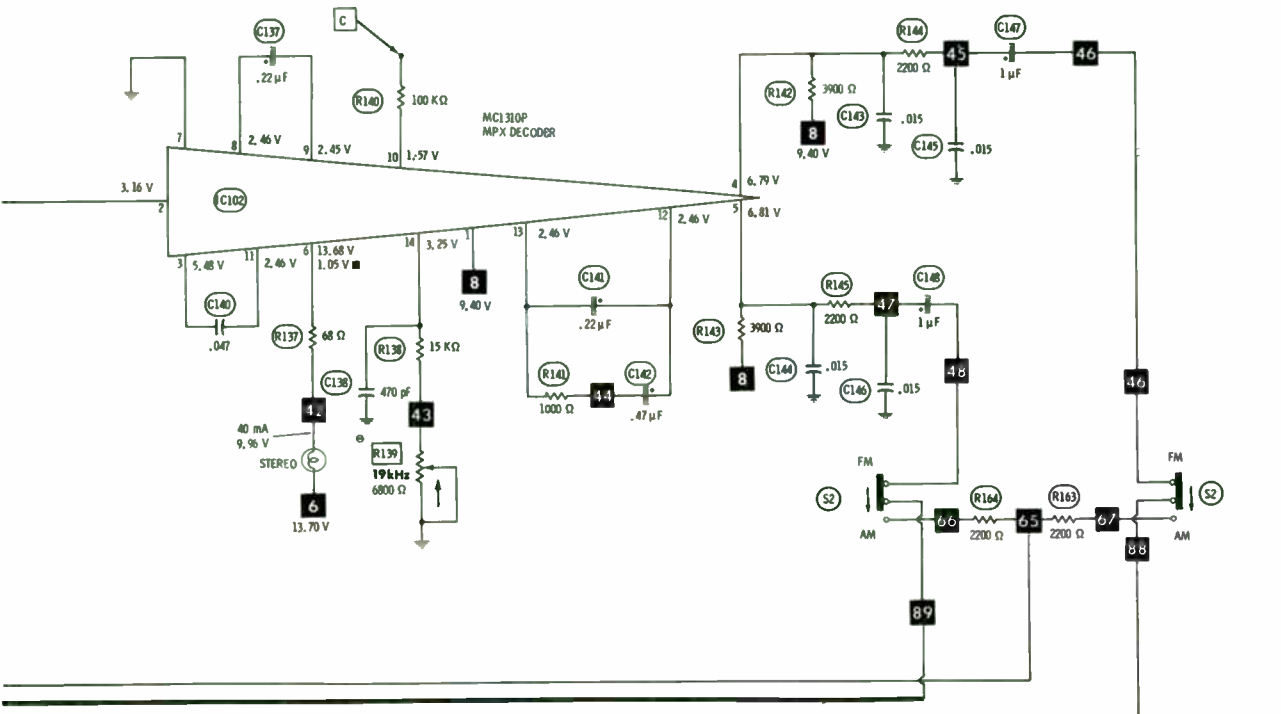 C
C137
.22 µF
R140
100 KΩ
MC1310P
MPX DECODER
7
8
2.46 V
9
2.45 V
10
1.57 V
3.16 V
2
IC102
3
5.48 V
11
2.46 V
6
13.68 V
1.05 V ■
14
3.25 V
1
13
2.46 V
12
2.46 V
4
6.79 V
5
6.81 V
R142
3900 Ω
8
9.40 V
C143
.015
R144
2200 Ω
45
C147
1 µF
46
C145
.015
C140
.047
R137
68 Ω
8
9.40 V
C141
.22 µF
R141
1000 Ω
44
C142
.47 µF
R138
15 KΩ
C138
470 pF
42
43
40 mA
9.96 V
STEREO
6
13.70 V
R139
19kHz
6800 Ω
R143
3900 Ω
8
C144
.015
R145
2200 Ω
47
C148
1 µF
C146
.015
48
46
FM
S2
AM
66
R164
2200 Ω
65
R163
2200 Ω
67
FM
S2
AM
88
89